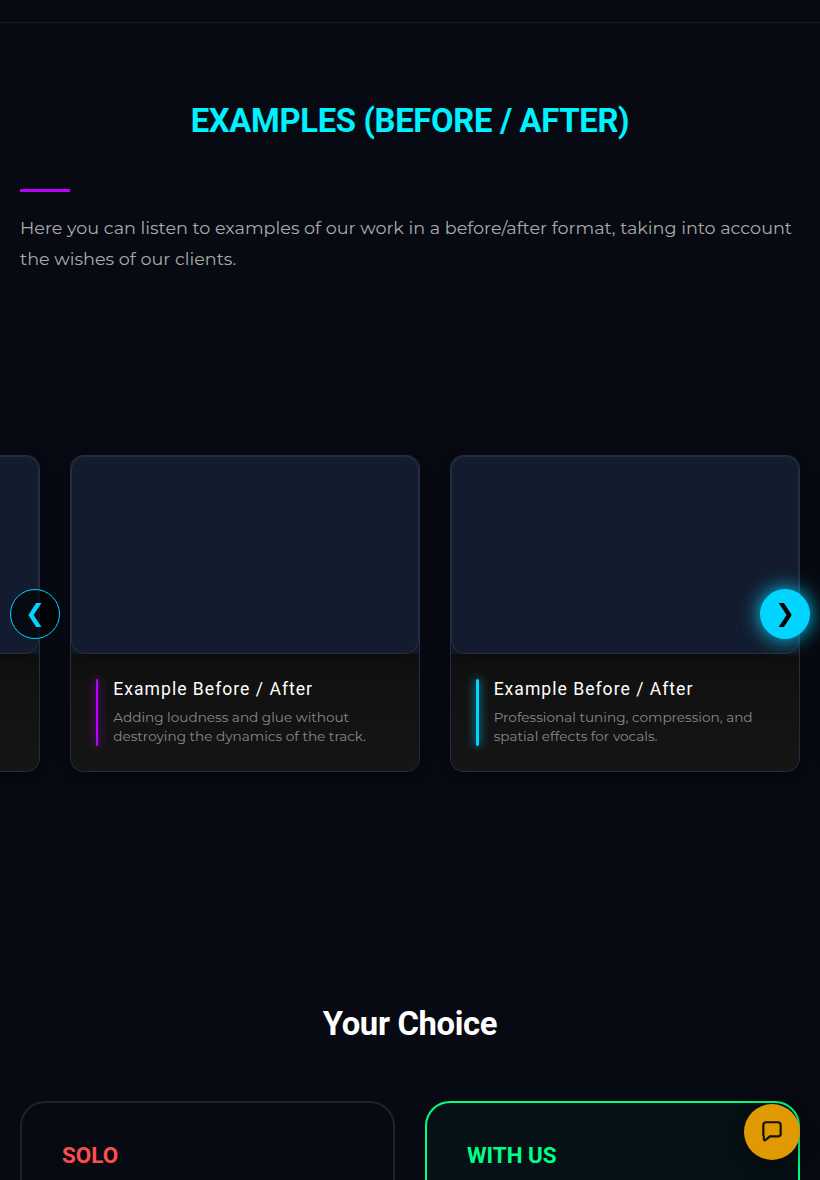 EXAMPLES (BEFORE / AFTER)
Here you can listen to examples of our work in a before/after format, taking into account
the wishes of our clients.
Example Before / After
Adding loudness and glue without
destroying the dynamics of the track.
Example Before / After
Professional tuning, compression, and
spatial effects for vocals.
Your Choice
SOLO
WITH US